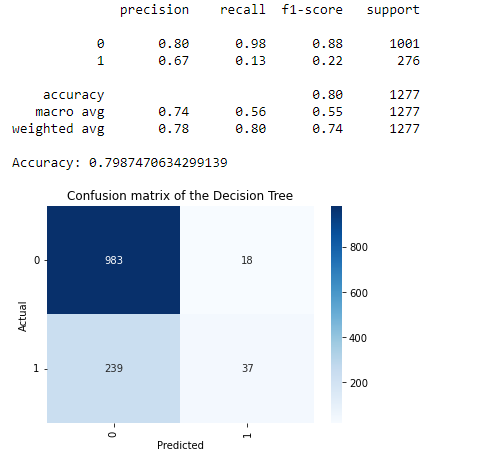 precision recall f1-score support
0 0.80 0.98 0.88 1001
1 0.67 0.13 0.22 276
accuracy 0.80 1277
macro avg 0.74 0.56 0.55 1277
weighted avg 0.78 0.80 0.74 1277
Accuracy: 0.7987470634299139
Confusion matrix of the Decision Tree
0 983 18
1 239 37
Actual
0 1
Predicted
800
600
400
200